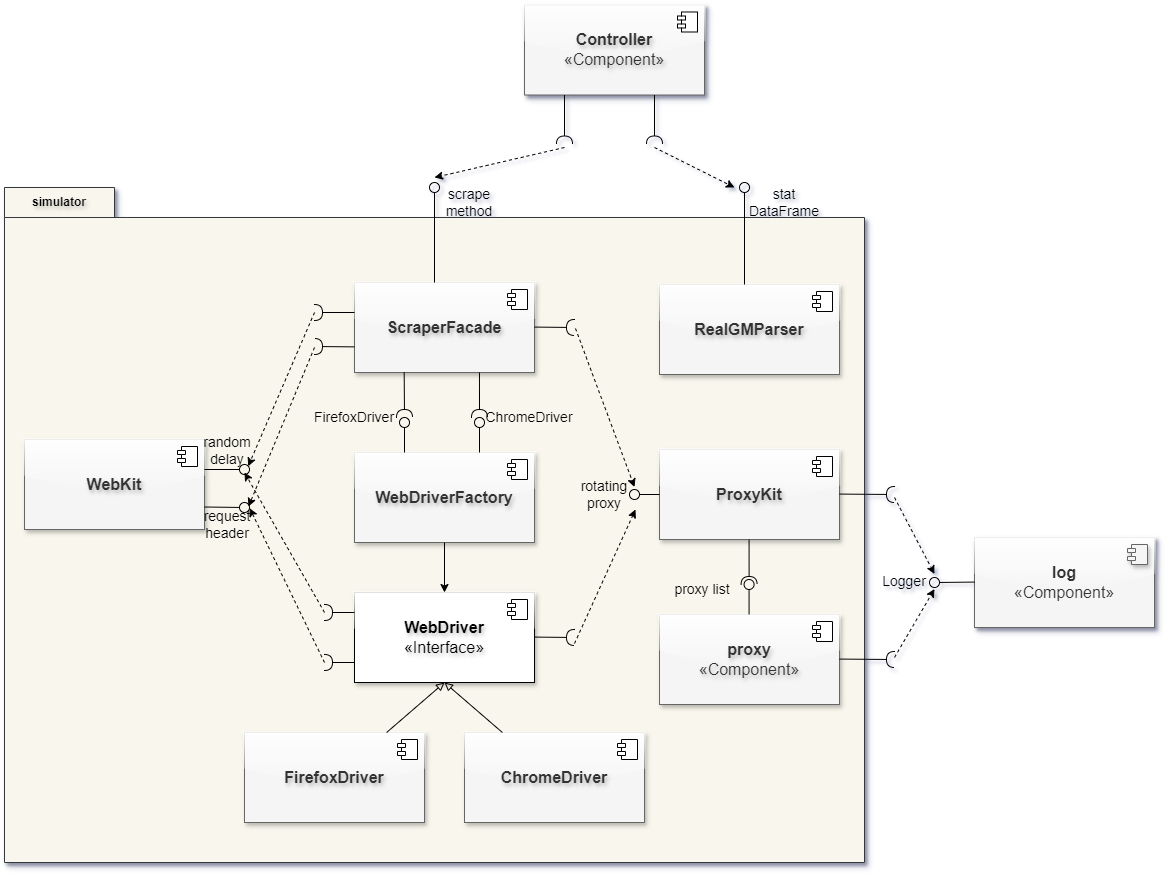 Controller
«Component»
scrape
method
stat
DataFrame
simulator
ScraperFacade
RealGMParser
FirefoxDriver
ChromeDriver
random
delay
WebKit
request
header
WebDriverFactory
rotating
proxy
ProxyKit
Logger
log
«Component»
proxy list
WebDriver
«Interface»
proxy
«Component»
FirefoxDriver
ChromeDriver